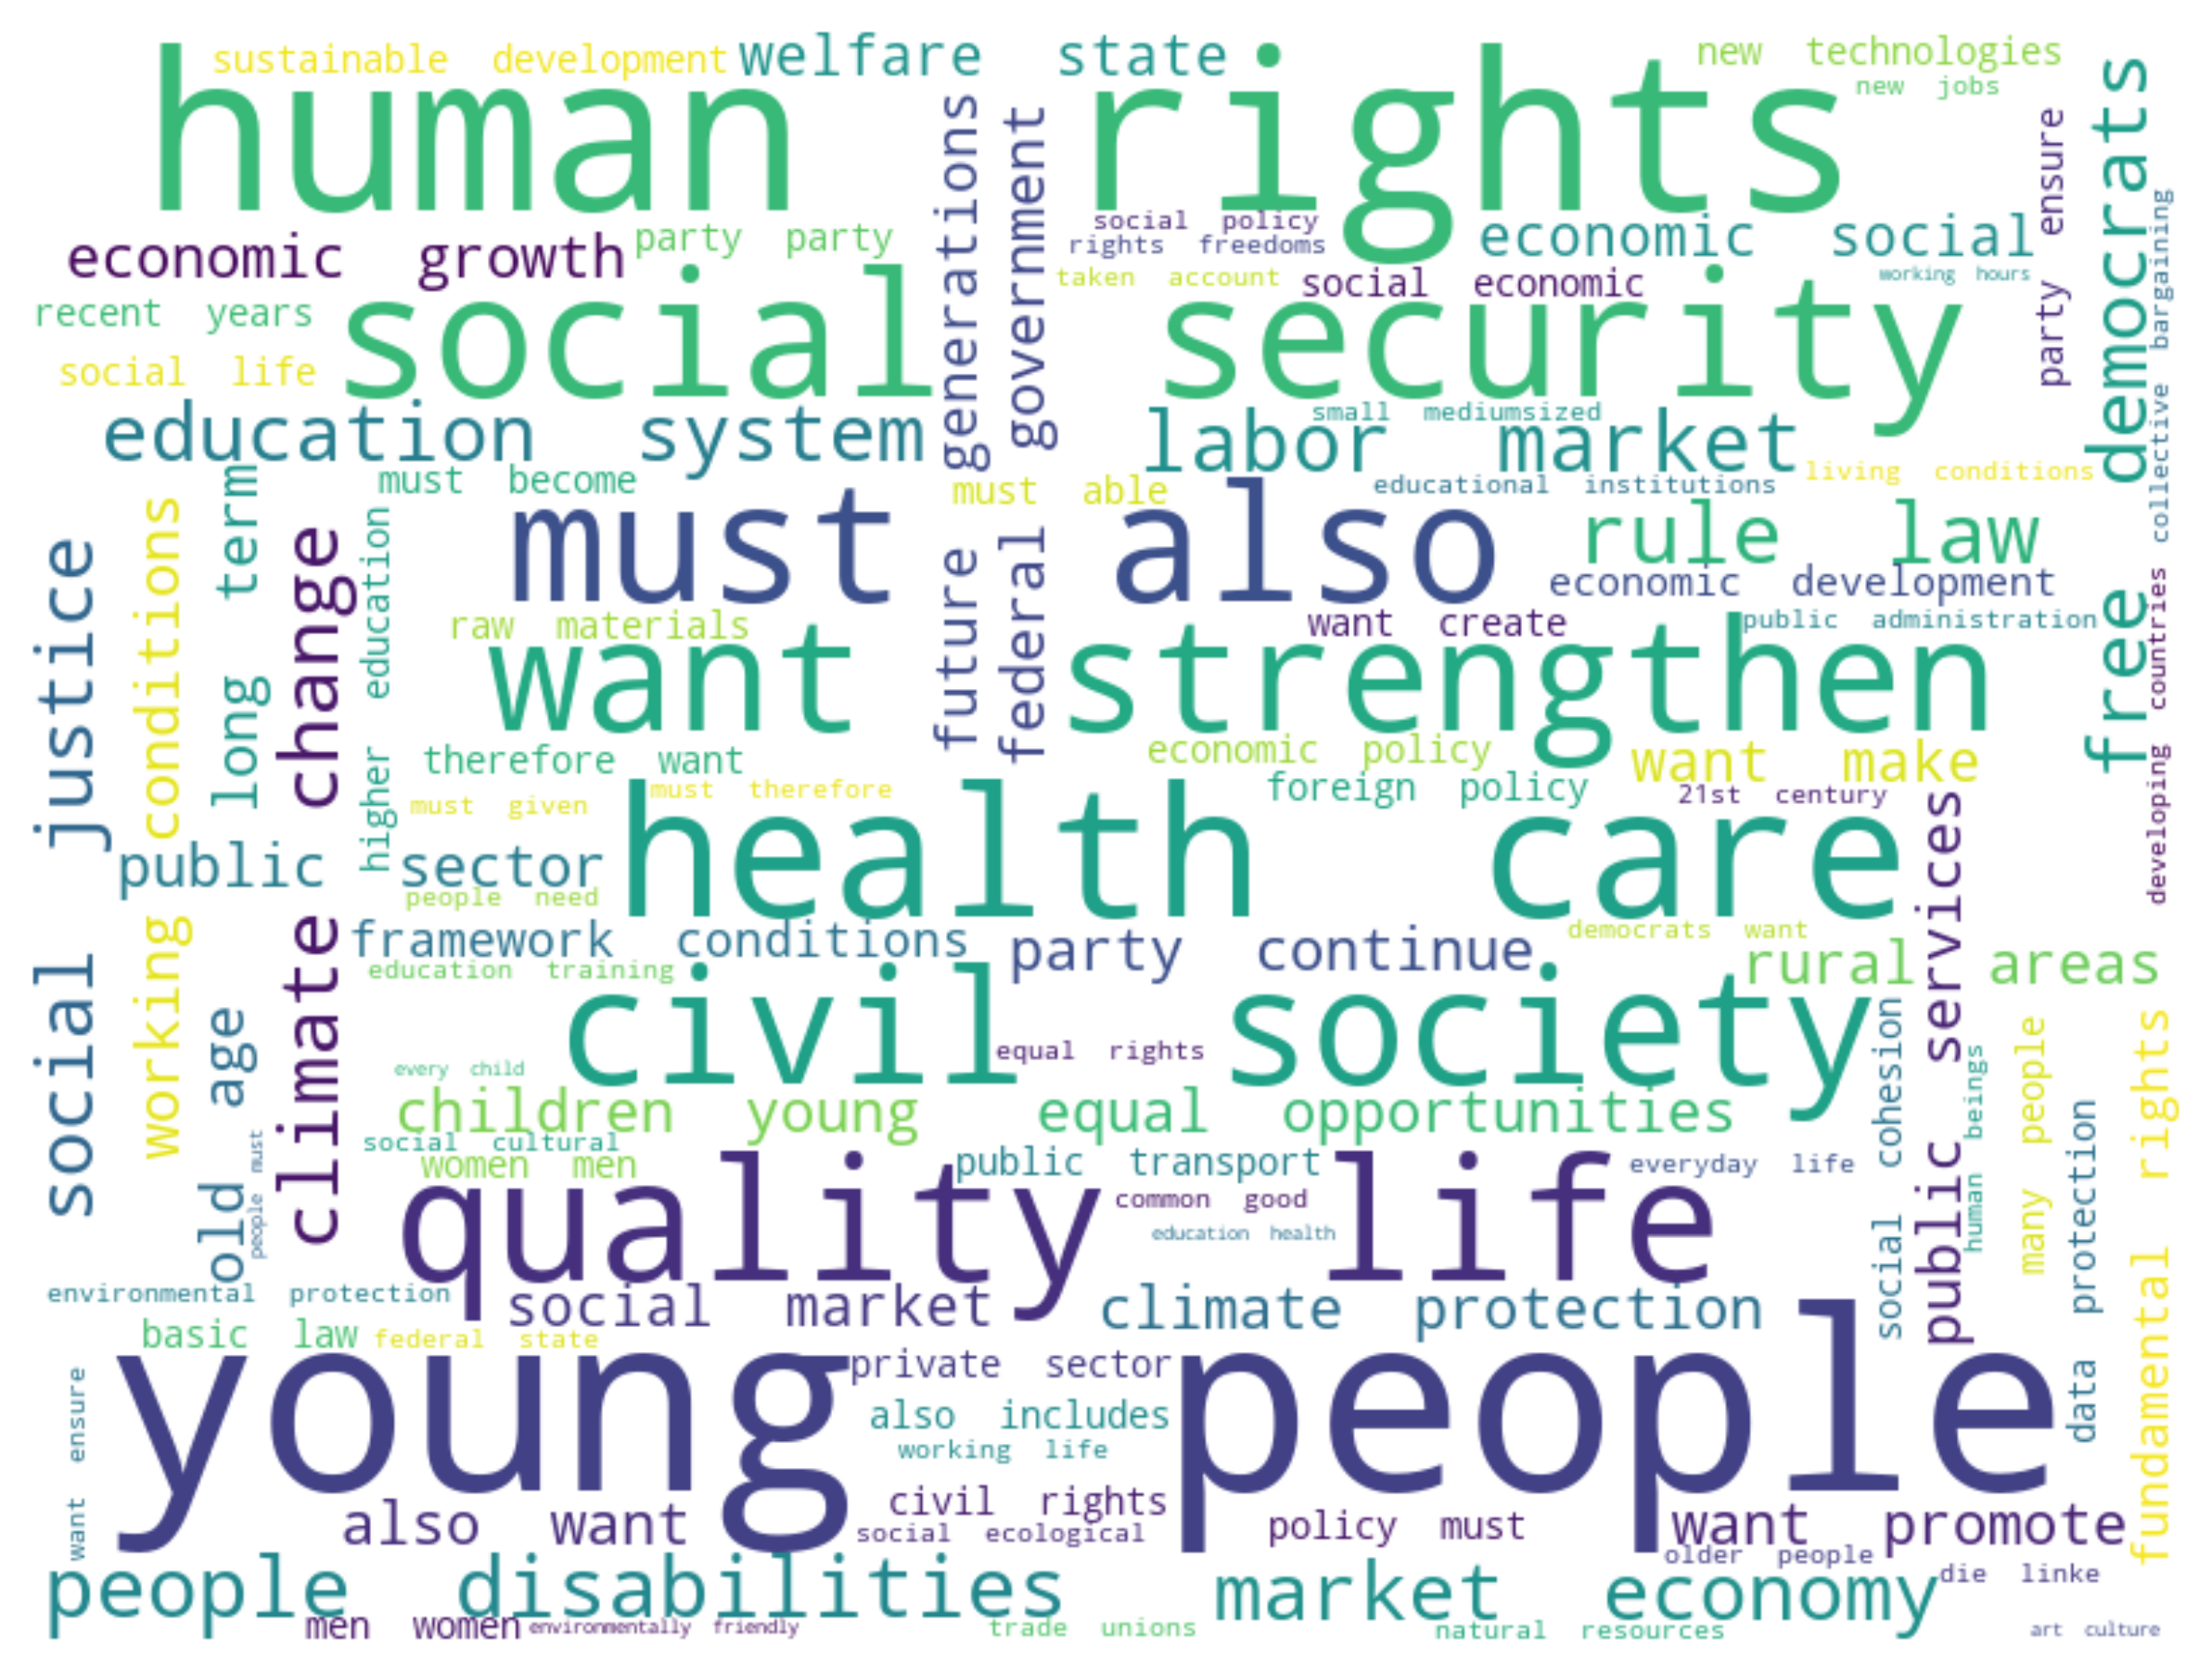 sustainable development
welfare state
new technologies
new jobs
human rights
future generations
federal government
free democrats
party ensure
collective bargaining
social policy
rights freedoms
economic social
economic growth
party party
taken account
social economic
working hours
recent years
social security
social life
education system
small mediumsized
labor market
living conditions
must become
must able
educational institutions
must also
rule law
economic development
social justice
working conditions
long term
climate change
higher education
raw materials
want create
public administration
want strengthen
developing countries
therefore want
economic policy
want make
must given
must therefore
foreign policy
21st century
health care
public sector
people need
public services
framework conditions
party continue
democrats want
rural areas
education training
civil society
equal rights
every child
old age
people must
children young
equal opportunities
social cohesion
human beings
many people
data protection
fundamental rights
social cultural
women men
public transport
everyday life
quality life
common good
education health
environmental protection
social market
climate protection
basic law
federal state
young people
private sector
also includes
working life
want ensure
civil rights
also want
social ecological
policy must
want promote
older people
people disabilities
market economy
die linke
men women
environmentally friendly
trade unions
natural resources
art culture